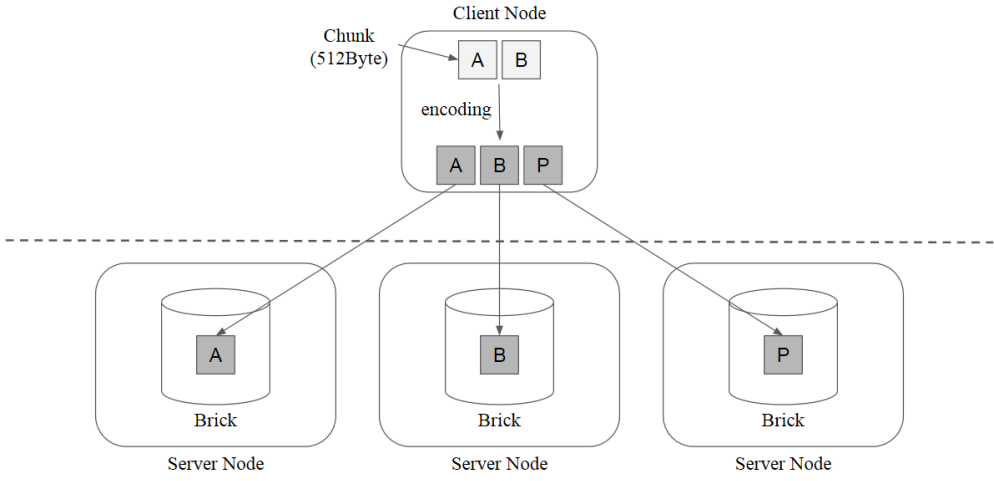 Client Node
Chunk
(512Byte)
A B
encoding
A B P
A B P
Brick Brick Brick
Server Node Server Node Server Node